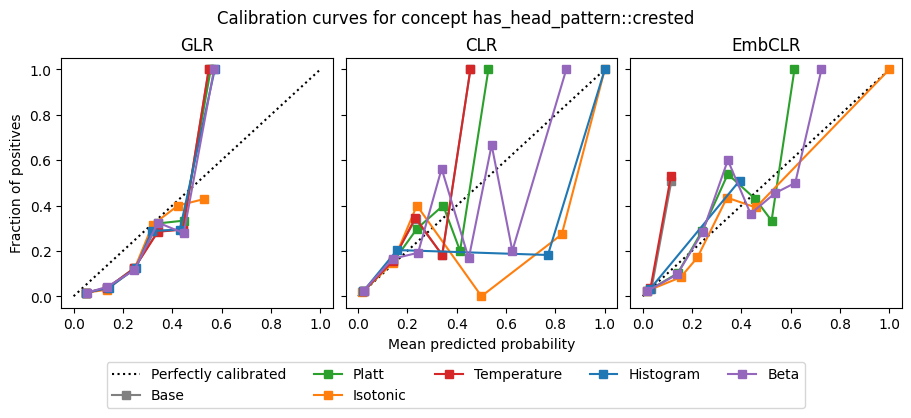 Calibration curves for concept has_head_pattern::crested
GLR
CLR
EmbCLR
Fraction of positives
1.0
0.8
0.6
0.4
0.2
0.0
0.0 0.2 0.4 0.6 0.8 1.0
0.0 0.2 0.4 0.6 0.8 1.0
0.0 0.2 0.4 0.6 0.8 1.0
Mean predicted probability
Perfectly calibrated
Base
Platt
Isotonic
Temperature
Histogram
Beta